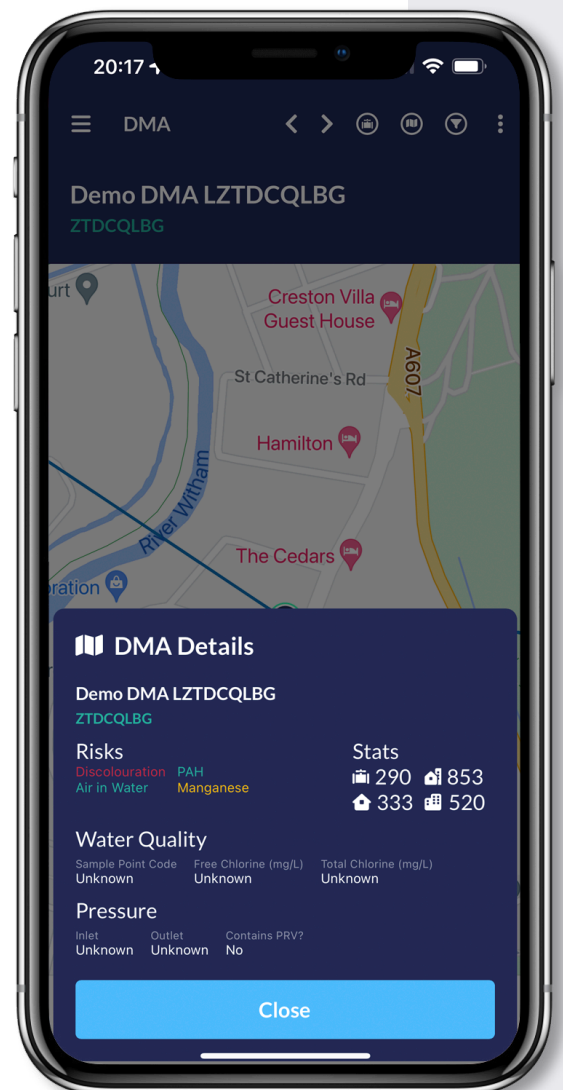 20:17
DMA
Demo DMA LZTDCQLBG
ZTDCQLBG
urt
Creston Villa
Guest House
St Catherine's Rd
A607
Hamilton
River Witham
The Cedars
oration
DMA Details
Demo DMA LZTDCQLBG
ZTDCQLBG
Risks
Discolouration PAH
Air in Water Manganese
Stats
290 853
333 520
Water Quality
Sample Point Code Free Chlorine (mg/L) Total Chlorine (mg/L)
Unknown Unknown Unknown
Pressure
Inlet Outlet Contains PRV?
Unknown Unknown No
Close